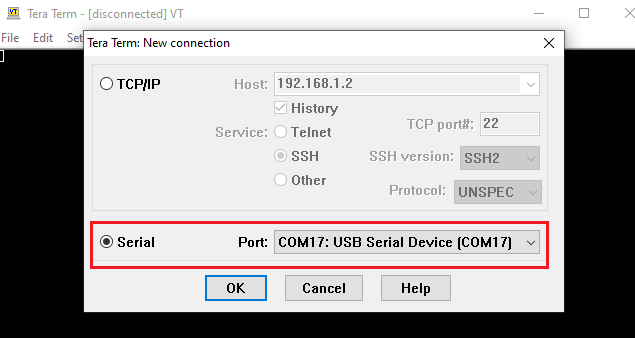 VT Tera Term - [disconnected] VT
File Edit Set
Tera Term: New connection
TCP/IP Host: 192.168.1.2
History
Service: Telnet TCP port#: 22
SSH SSH version: SSH2
Other Protocol: UNSPEC
Serial Port: COM17: USB Serial Device (COM17)
OK Cancel Help